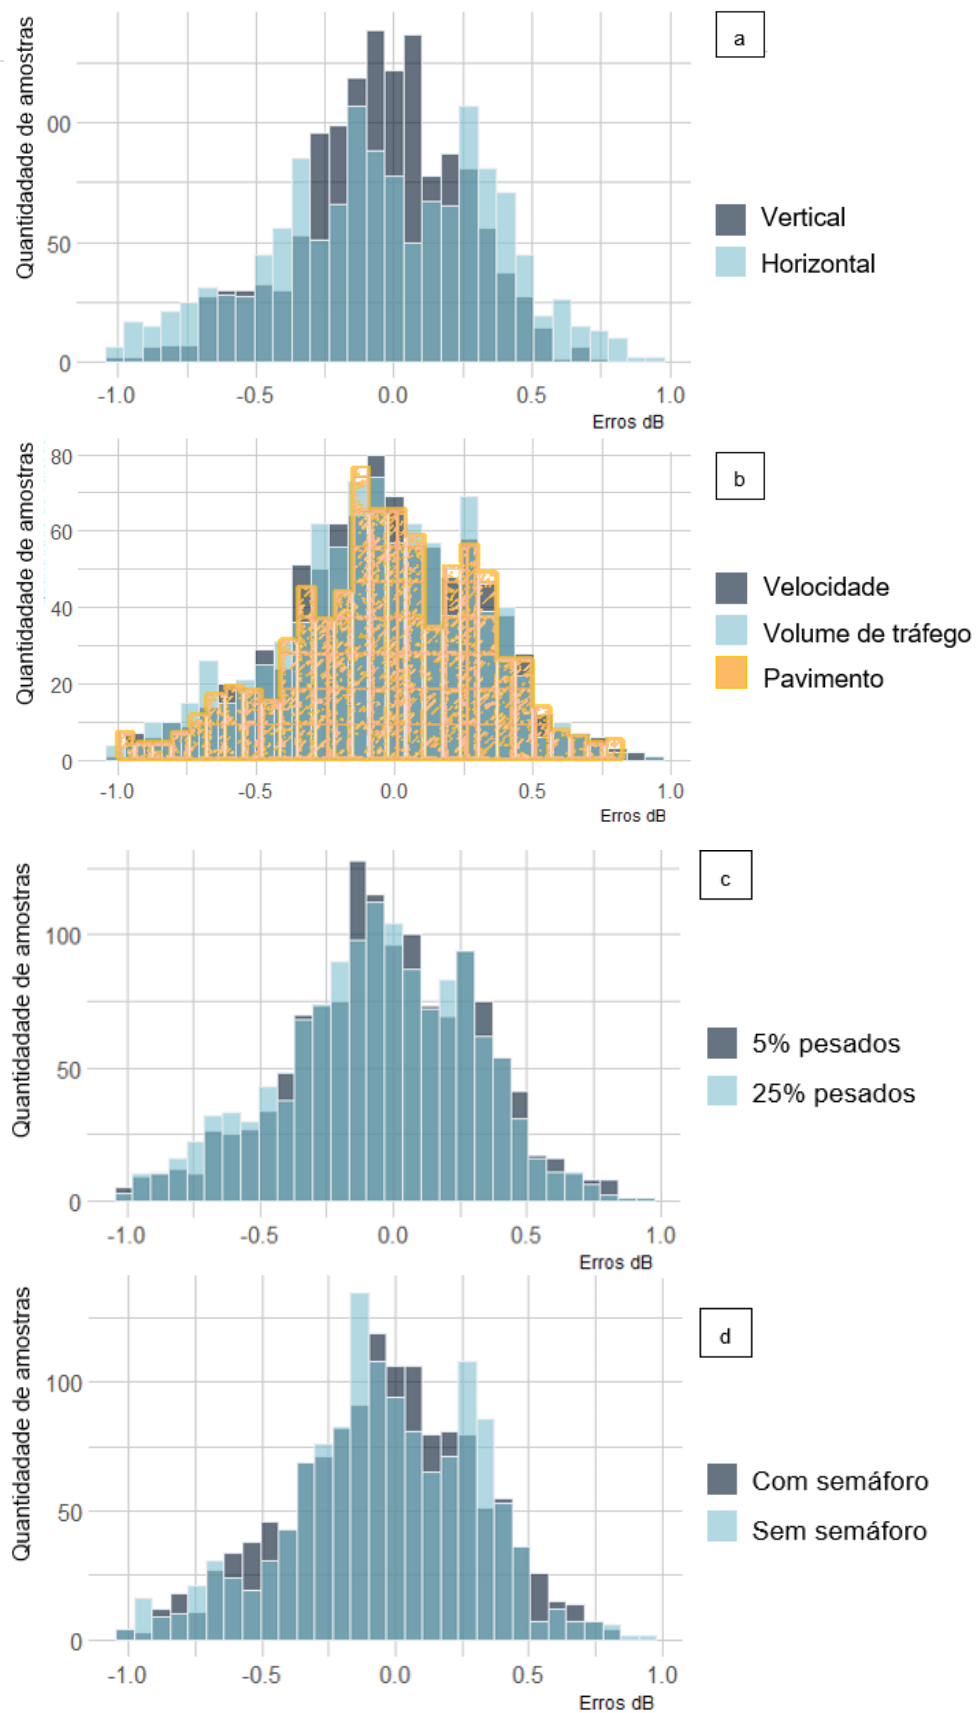 Quantidadade de amostras
a
00
50
0
Vertical
Horizontal
-1.0 -0.5 0.0 0.5 1.0
Erros dB
Quantidadade de amostras
b
80
60
40
20
0
Velocidade
Volume de tráfego
Pavimento
-1.0 -0.5 0.0 0.5 1.0
Erros dB
Quantidadade de amostras
c
100
50
0
5% pesados
25% pesados
-1.0 -0.5 0.0 0.5 1.0
Erros dB
Quantidadade de amostras
d
100
50
0
Com semáforo
Sem semáforo
-1.0 -0.5 0.0 0.5 1.0
Erros dB